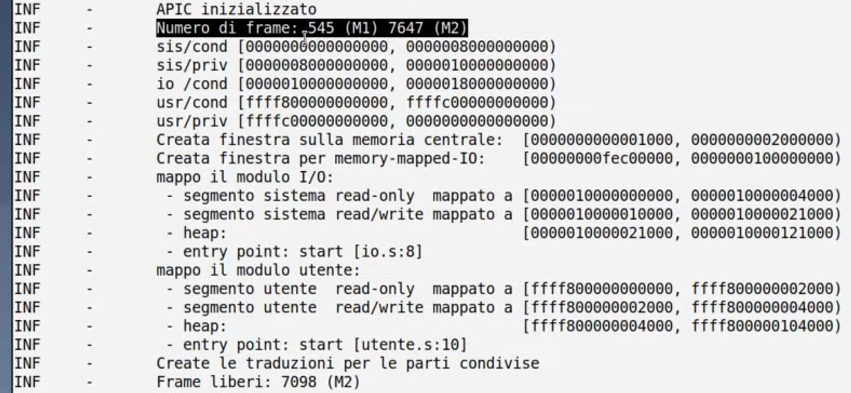 INF - APIC inizializzato
INF - Numero di frame: 545 (M1) 7647 (M2)
INF - sis/cond [0000000000000000, 0000008000000000)
INF - sis/priv [0000008000000000, 0000010000000000)
INF - io /cond [0000010000000000, 0000018000000000)
INF - usr/cond [ffff800000000000, ffffc00000000000)
INF - usr/priv [ffffc00000000000, 0000000000000000)
INF - Creata finestra sulla memoria centrale: [0000000000001000, 0000000002000000)
INF - Creata finestra per memory-mapped-IO: [00000000fec00000, 0000000100000000)
INF - mappo il modulo I/O:
INF - - segmento sistema read-only mappato a [0000010000000000, 0000010000004000)
INF - - segmento sistema read/write mappato a [0000010000010000, 0000010000021000)
INF - - heap: [0000010000021000, 0000010000121000)
INF - - entry point: start [io.s:8]
INF - mappo il modulo utente:
INF - - segmento utente read-only mappato a [ffff800000000000, ffff800000002000)
INF - - segmento utente read/write mappato a [ffff800000002000, ffff800000004000)
INF - - heap: [ffff800000004000, ffff800000104000)
INF - - entry point: start [utente.s:10]
INF - Create le traduzioni per le parti condivise
INF - Frame liberi: 7098 (M2)